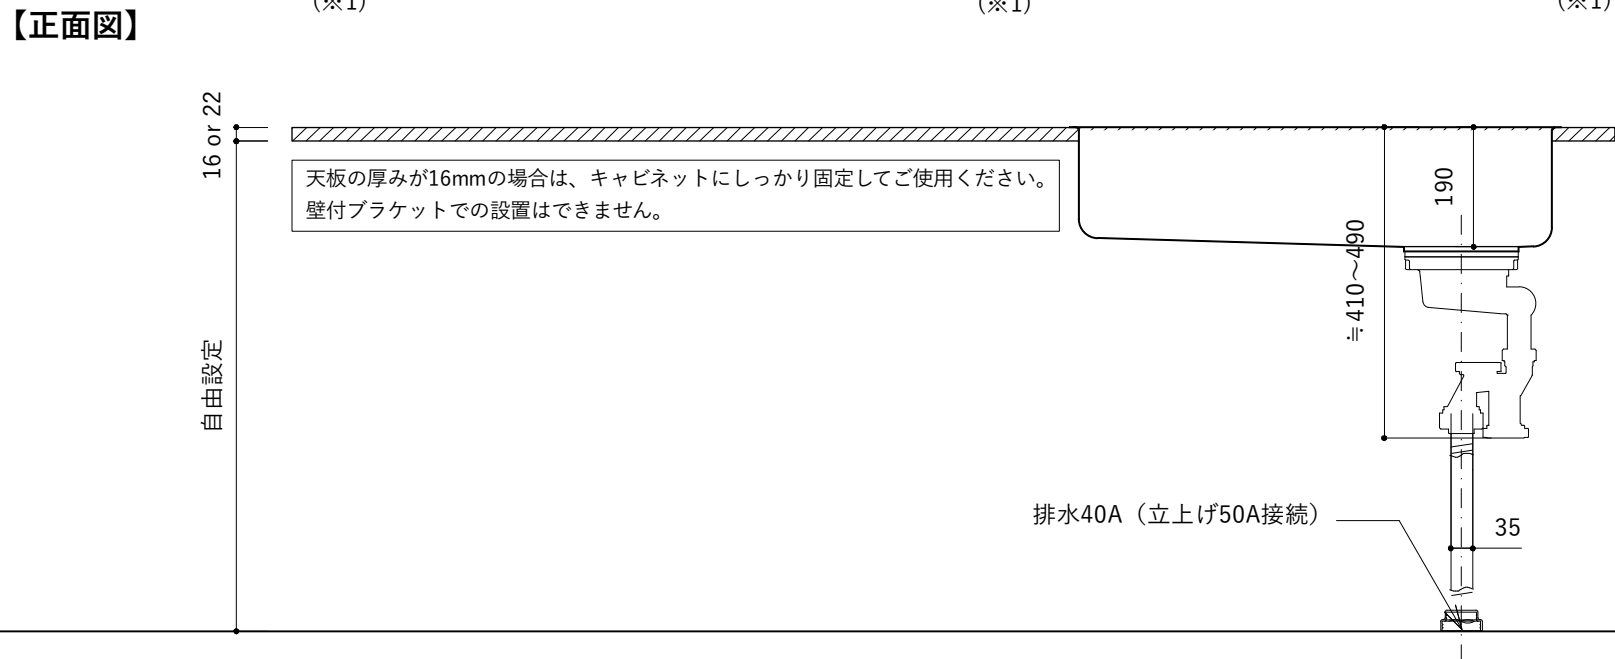 (※1)
(※1)
(※1)
【正面図】
16 or 22
天板の厚みが16mmの場合は、キャビネットにしっかり固定してご使用ください。
壁付ブラケットでの設置はできません。
190
≒410〜490
自由設定
排水40A（立上げ50A接続）
35